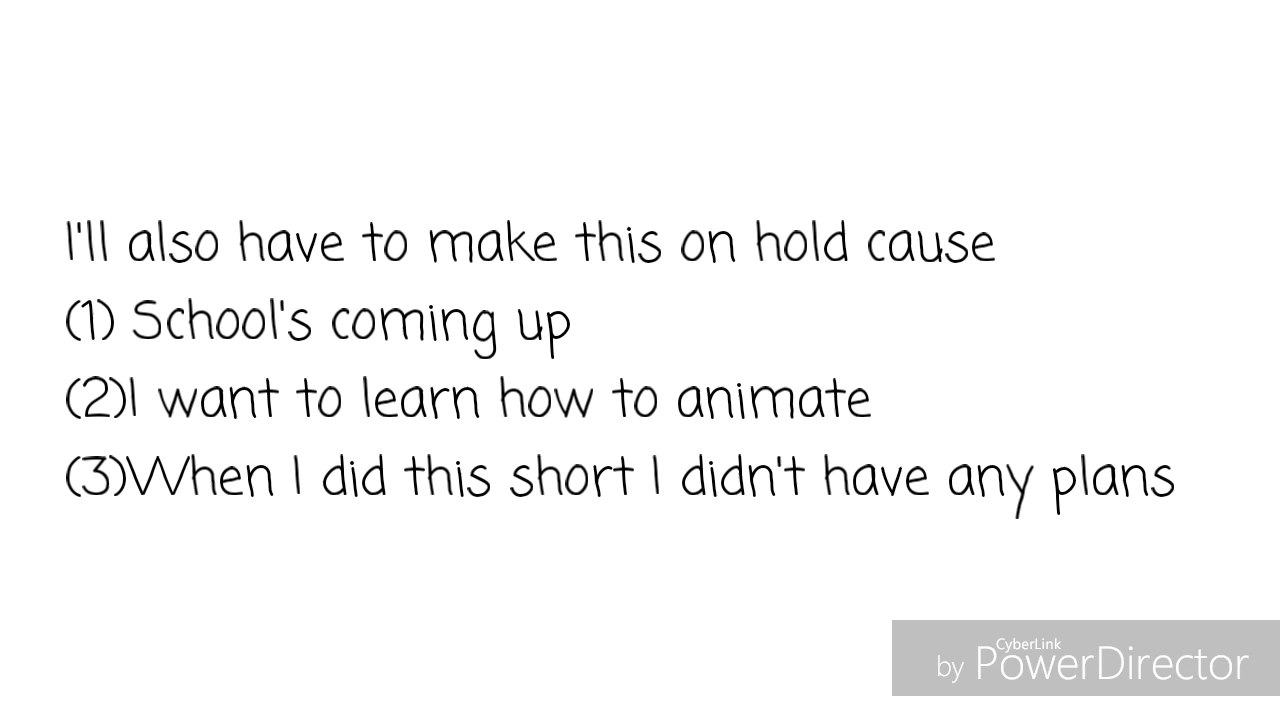 I'll also have to make this on hold cause
(1) School's coming up
(2)I want to learn how to animate
(3)When I did this short I didn't have any plans
CyberLink
by PowerDirector